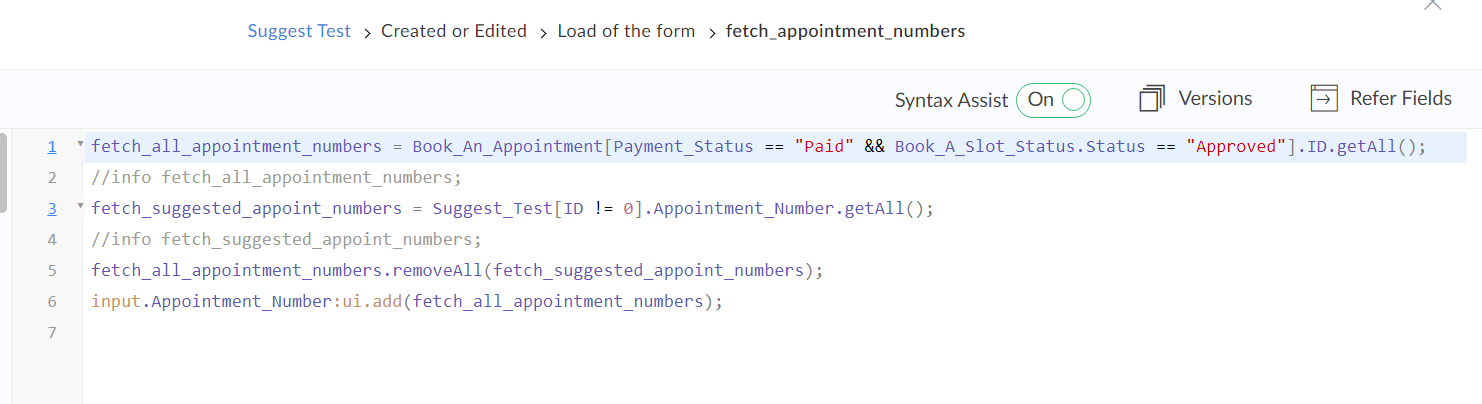 Suggest Test > Created or Edited > Load of the form > fetch_appointment_numbers
Syntax Assist On Versions Refer Fields
1 fetch_all_appointment_numbers = Book_An_Appointment[Payment_Status == "Paid" && Book_A_Slot_Status.Status == "Approved"].ID.getAll();
2 //info fetch_all_appointment_numbers;
3 fetch_suggested_appoint_numbers = Suggest_Test[ID != 0].Appointment_Number.getAll();
4 //info fetch_suggested_appoint_numbers;
5 fetch_all_appointment_numbers.removeAll(fetch_suggested_appoint_numbers);
6 input.Appointment_Number:ui.add(fetch_all_appointment_numbers);
7